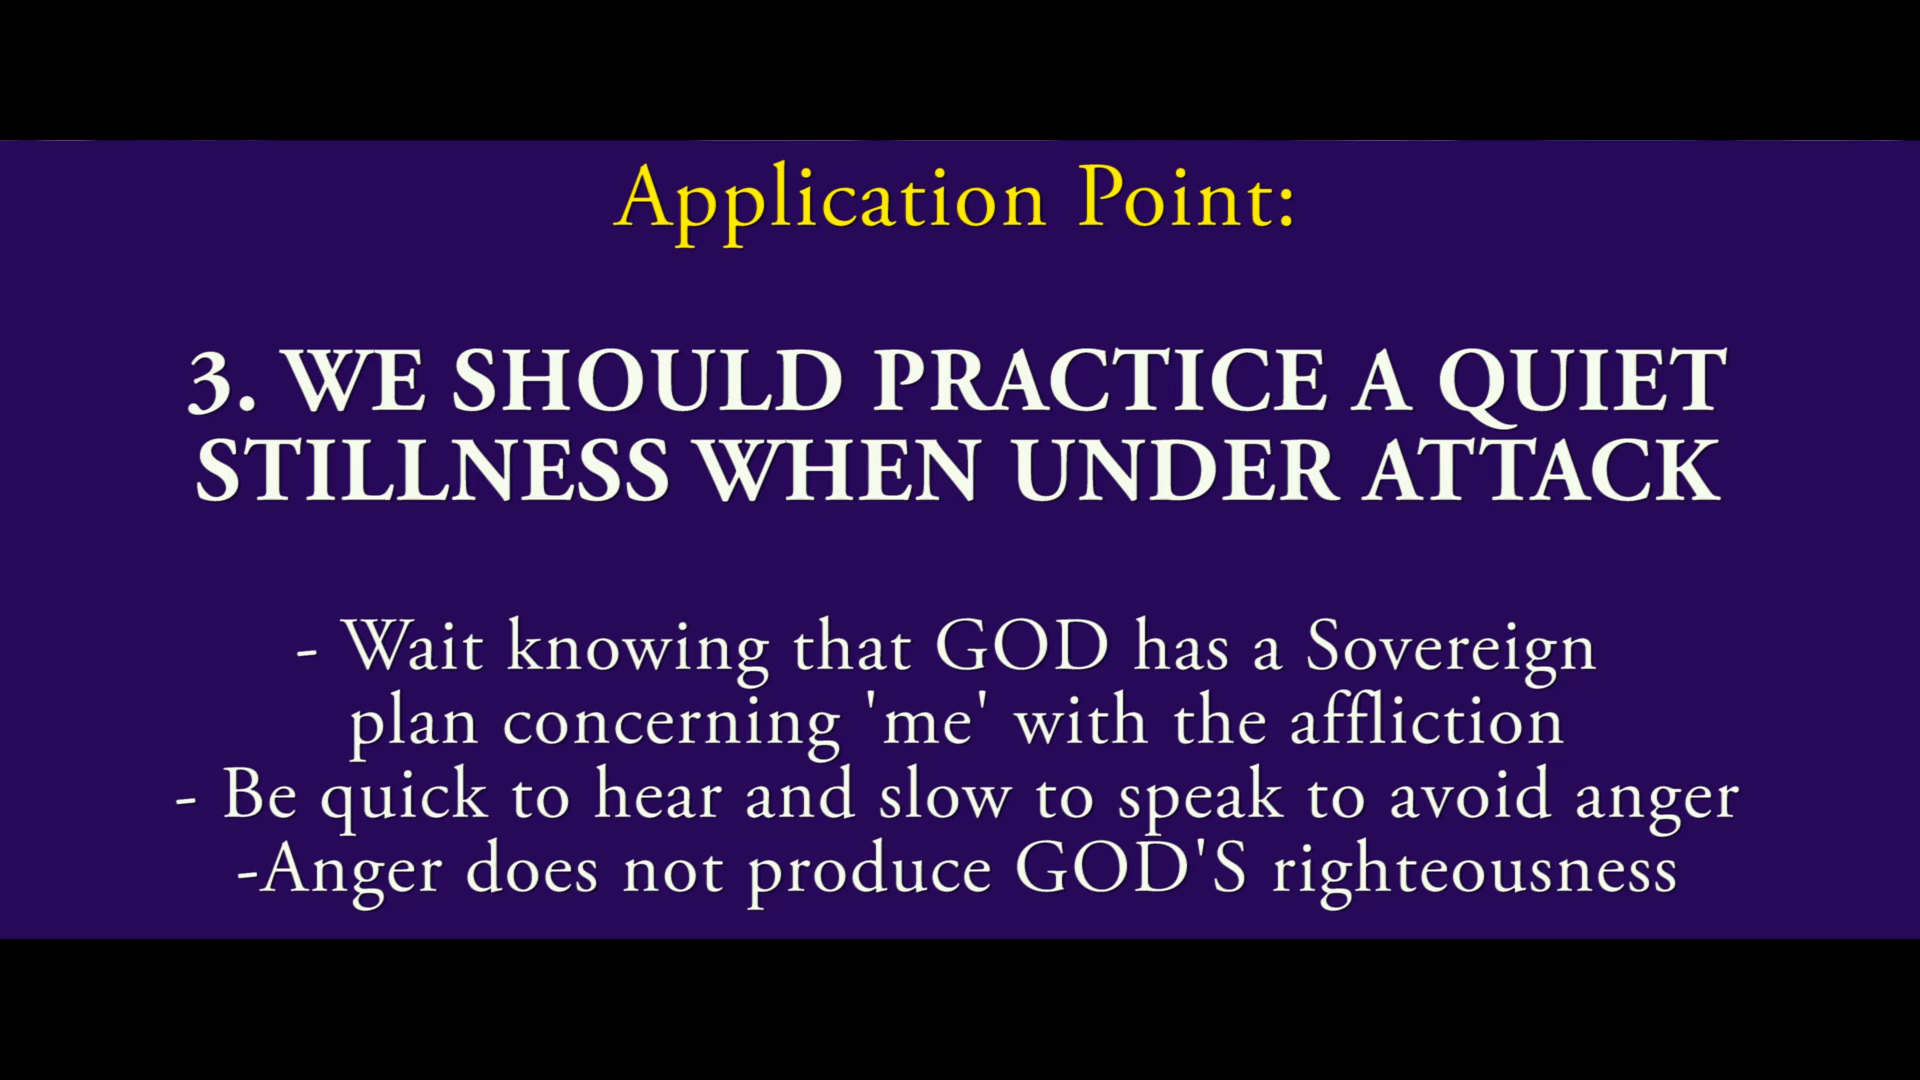 Application Point:
3. WE SHOULD PRACTICE A QUIET
STILLNESS WHEN UNDER ATTACK
- Wait knowing that GOD has a Sovereign
plan concerning 'me' with the affliction
- Be quick to hear and slow to speak to avoid anger
-Anger does not produce GOD'S righteousness